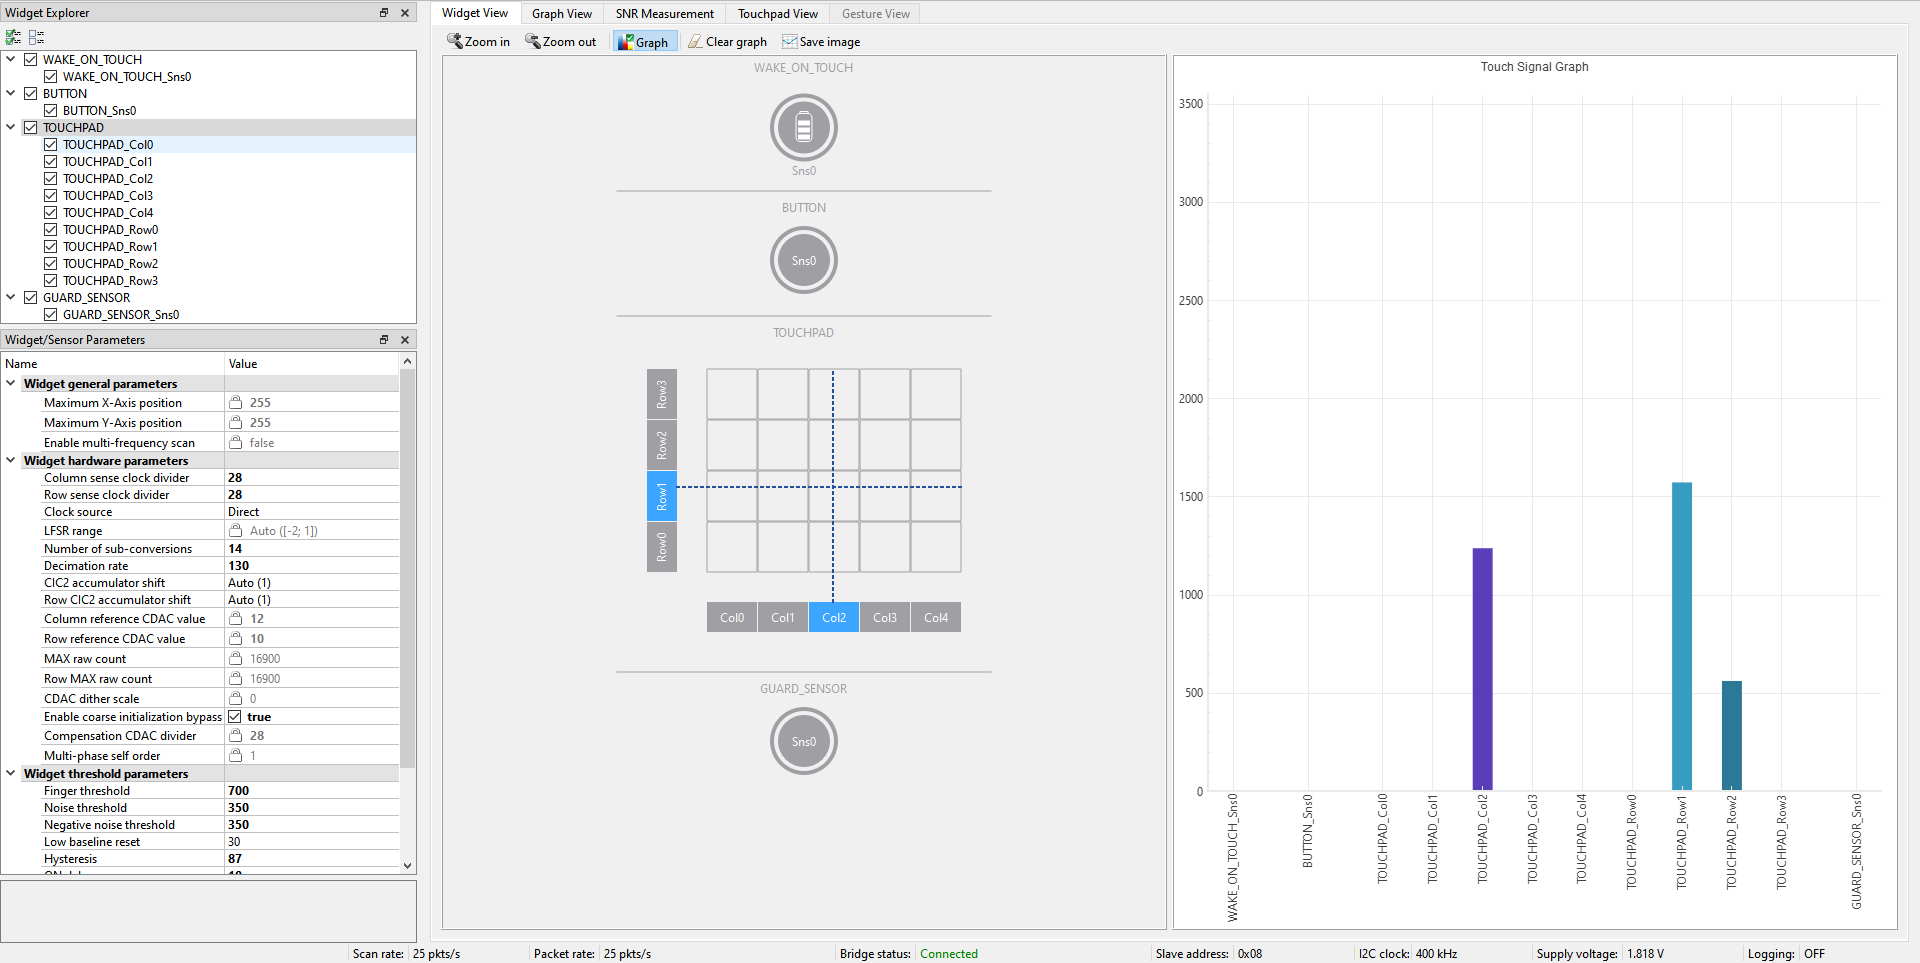 Widget Explorer
WAKE_ON_TOUCH
WAKE_ON_TOUCH_Sns0
BUTTON
BUTTON_Sns0
TOUCHPAD
TOUCHPAD_Col0
TOUCHPAD_Col1
TOUCHPAD_Col2
TOUCHPAD_Col3
TOUCHPAD_Col4
TOUCHPAD_Row0
TOUCHPAD_Row1
TOUCHPAD_Row2
TOUCHPAD_Row3
GUARD_SENSOR
GUARD_SENSOR_Sns0
Widget/Sensor Parameters
Name Value
Widget general parameters
Maximum X-Axis position 255
Maximum Y-Axis position 255
Enable multi-frequency scan false
Widget hardware parameters
Column sense clock divider 28
Row sense clock divider 28
Clock source Direct
LFSR range Auto ([-2; 1])
Number of sub-conversions 14
Decimation rate 130
CIC2 accumulator shift Auto (1)
Row CIC2 accumulator shift Auto (1)
Column reference CDAC value 12
Row reference CDAC value 10
MAX raw count 16900
Row MAX raw count 16900
CDAC dither scale 0
Enable coarse initialization bypass true
Compensation CDAC divider 28
Multi-phase self order 1
Widget threshold parameters
Finger threshold 700
Noise threshold 350
Negative noise threshold 350
Low baseline reset 30
Hysteresis 87
Widget View Graph View SNR Measurement Touchpad View Gesture View
Zoom in Zoom out Graph Clear graph Save image
WAKE_ON_TOUCH
Sns0
BUTTON
Sns0
TOUCHPAD
Row3
Row2
Row1
Row0
Col0 Col1 Col2 Col3 Col4
GUARD_SENSOR
Sns0
Touch Signal Graph
3500
3000
2500
2000
1500
1000
500
0
WAKE_ON_TOUCH_Sns0
BUTTON_Sns0
TOUCHPAD_Col0
TOUCHPAD_Col1
TOUCHPAD_Col2
TOUCHPAD_Col3
TOUCHPAD_Col4
TOUCHPAD_Row0
TOUCHPAD_Row1
TOUCHPAD_Row2
TOUCHPAD_Row3
GUARD_SENSOR_Sns0
Scan rate: 25 pkts/s Packet rate: 25 pkts/s Bridge status: Connected Slave address: 0x08 I2C clock: 400 kHz Supply voltage: 1.818 V Logging: OFF